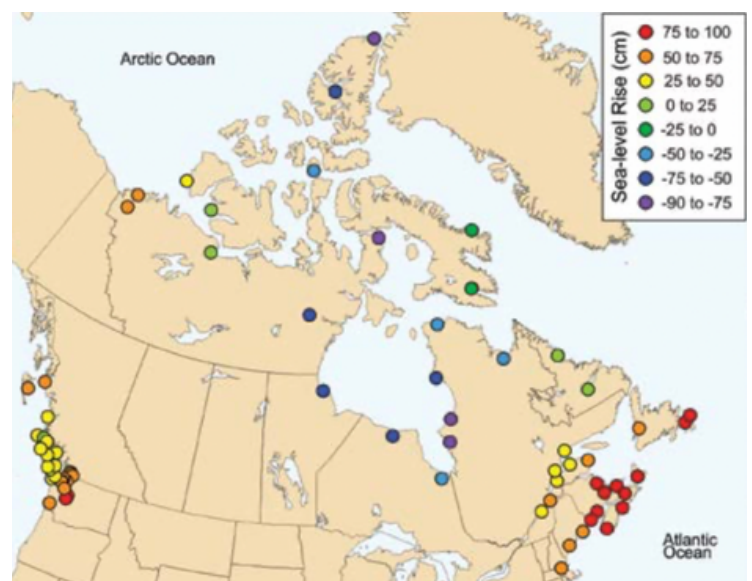 Arctic Ocean
Sea-level Rise (cm)
75 to 100
50 to 75
25 to 50
0 to 25
-25 to 0
-50 to -25
-75 to -50
-90 to -75
Atlantic
Ocean